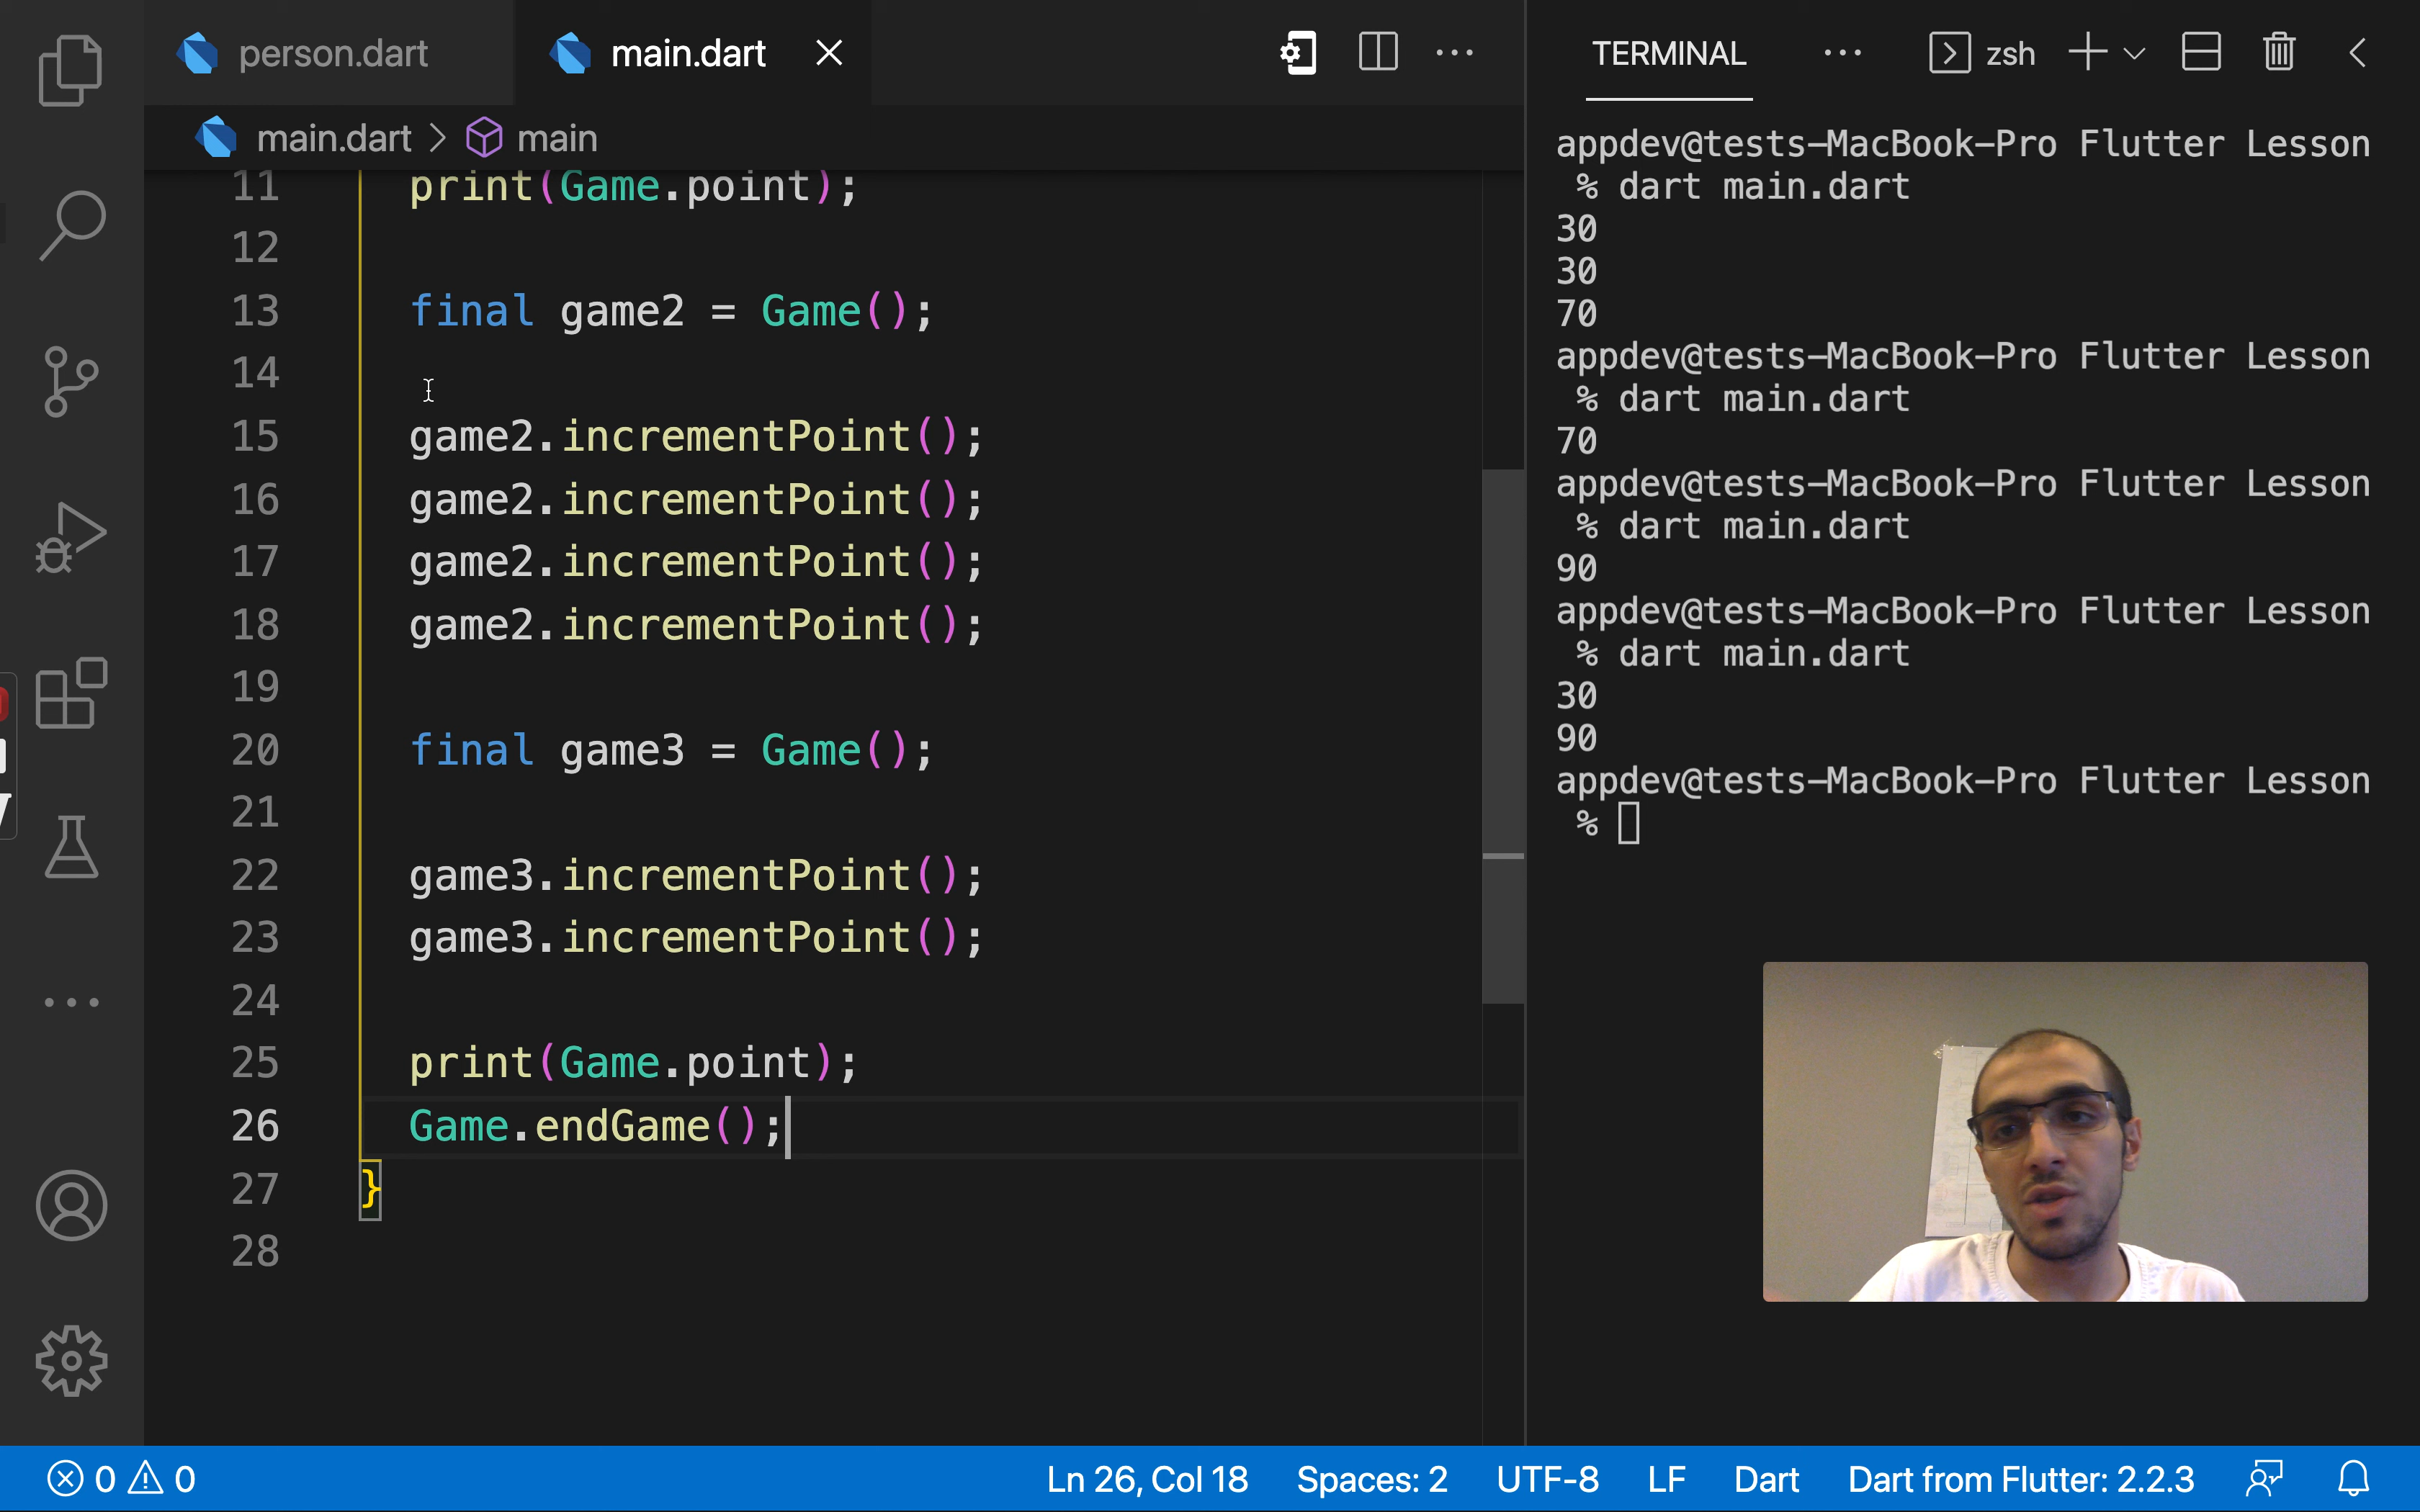 person.dart
main.dart
TERMINAL
zsh
main.dart > main
11 print(Game.point);
12
13 final game2 = Game();
14
15 game2.incrementPoint();
16 game2.incrementPoint();
17 game2.incrementPoint();
18 game2.incrementPoint();
19
20 final game3 = Game();
21
22 game3.incrementPoint();
23 game3.incrementPoint();
24
25 print(Game.point);
26 Game.endGame();
27 }
28
appdev@tests-MacBook-Pro Flutter Lesson
% dart main.dart
30
30
70
appdev@tests-MacBook-Pro Flutter Lesson
% dart main.dart
70
appdev@tests-MacBook-Pro Flutter Lesson
% dart main.dart
90
appdev@tests-MacBook-Pro Flutter Lesson
% dart main.dart
30
90
appdev@tests-MacBook-Pro Flutter Lesson
%
0 0 Ln 26, Col 18 Spaces: 2 UTF-8 LF Dart Dart from Flutter: 2.2.3